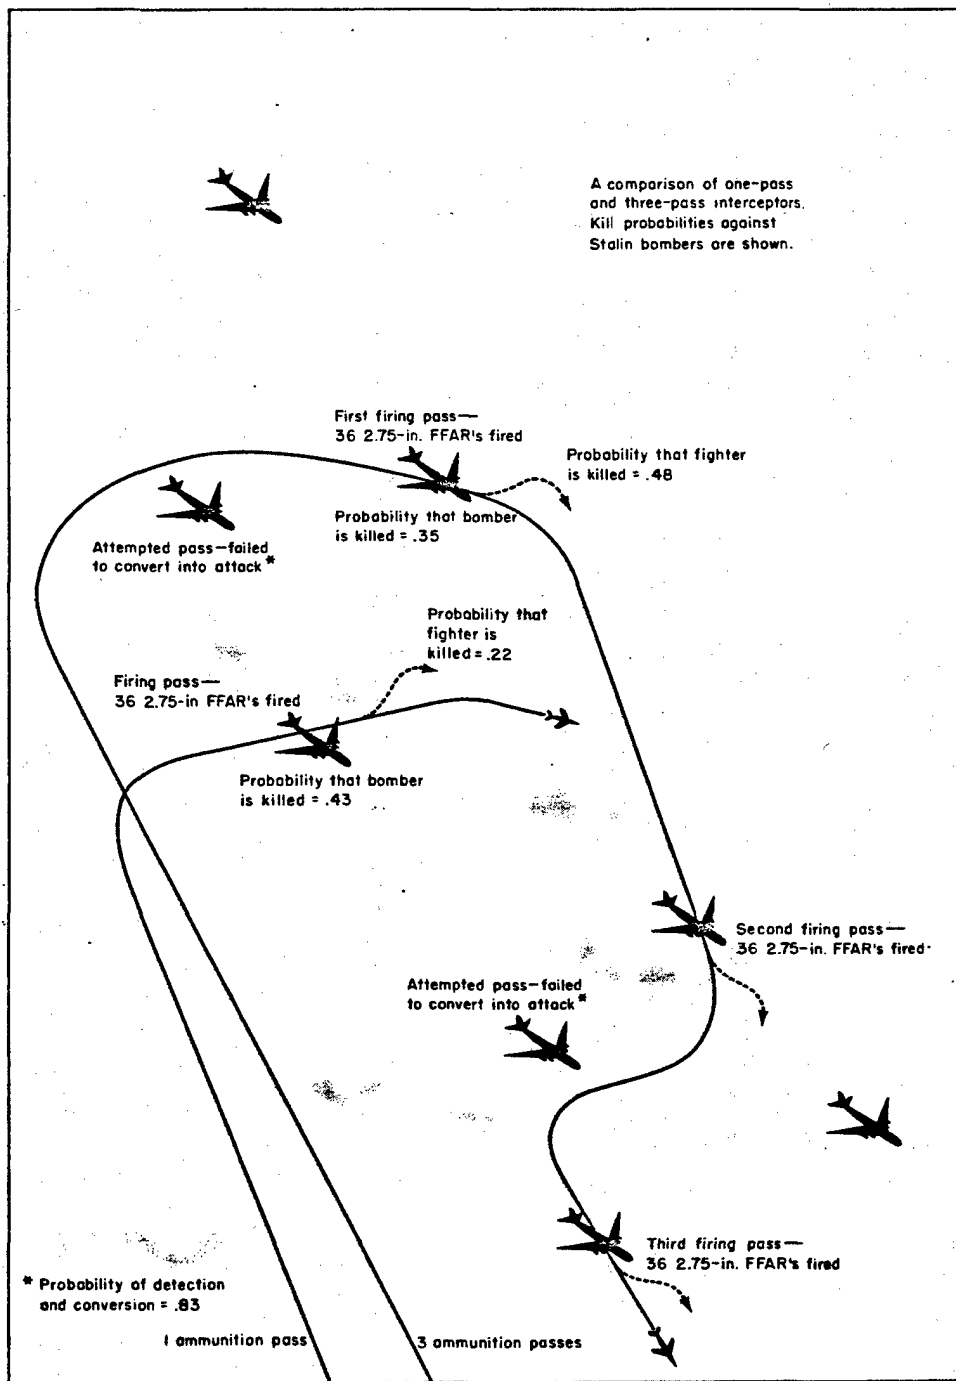 A comparison of one-pass
and three-pass interceptors.
Kill probabilities against
Stalin bombers are shown.
First firing pass—
36 2.75-in. FFAR's fired
Probability that fighter
is killed = .48
Probability that bomber
is killed = .35
Attempted pass—failed
to convert into attack*
Probability that
fighter is
killed = .22
Firing pass—
36 2.75-in FFAR's fired
Probability that bomber
is killed = .43
Second firing pass—
36 2.75-in. FFAR's fired
Attempted pass—failed
to convert into attack*
Third firing pass—
36 2.75-in. FFAR's fired
* Probability of detection
and conversion = .83
1 ammunition pass
3 ammunition passes